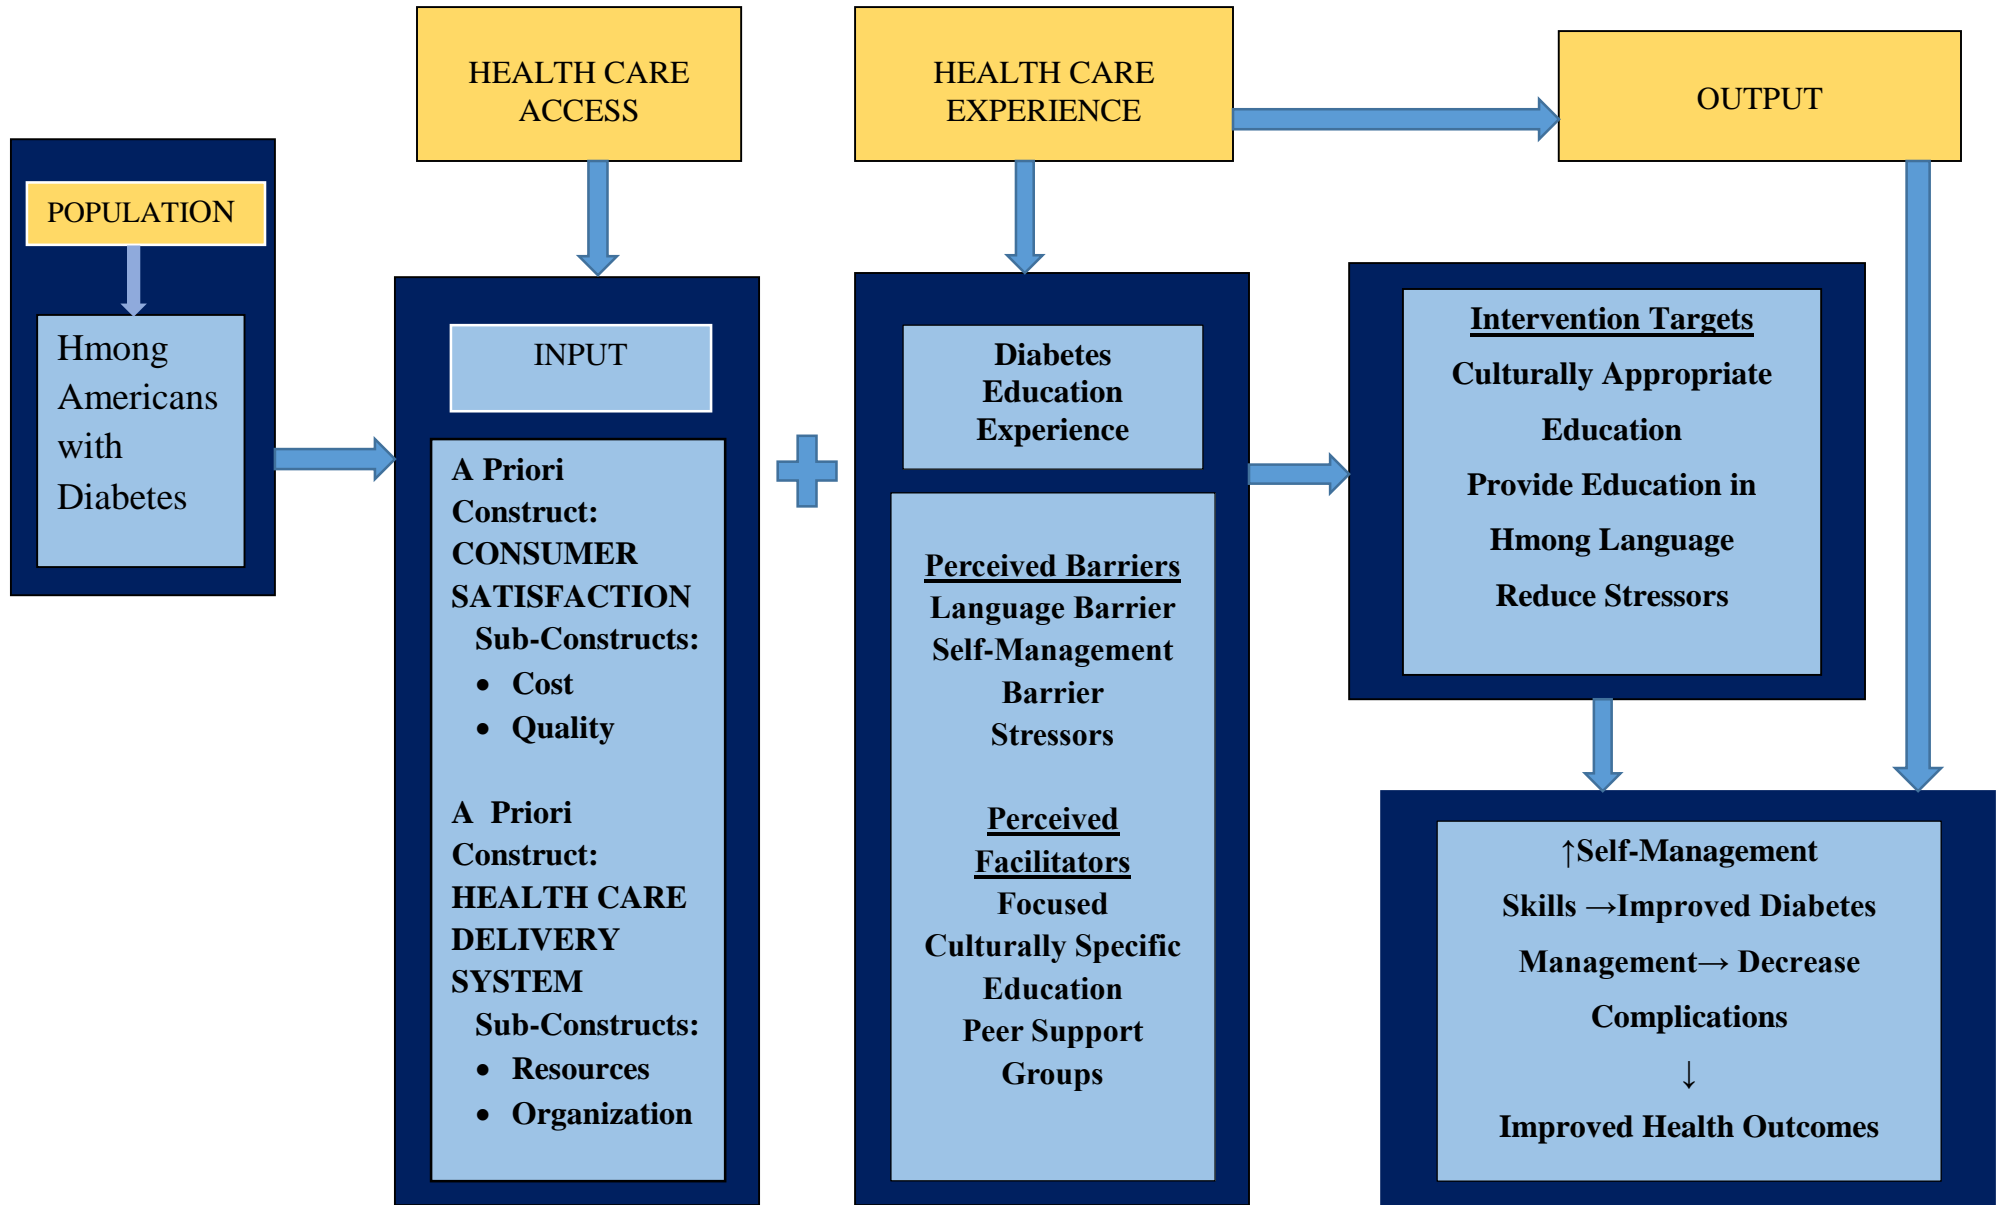 HEALTH CARE
ACCESS
HEALTH CARE
EXPERIENCE
OUTPUT
POPULATION
Hmong
Americans
with
Diabetes
INPUT
A Priori
Construct:
CONSUMER
SATISFACTION
Sub-Constructs:
• Cost
• Quality
A Priori
Construct:
HEALTH CARE
DELIVERY
SYSTEM
Sub-Constructs:
• Resources
• Organization
Diabetes
Education
Experience
Perceived Barriers
Language Barrier
Self-Management
Barrier
Stressors
Perceived
Facilitators
Focused
Culturally Specific
Education
Peer Support
Groups
Intervention Targets
Culturally Appropriate
Education
Provide Education in
Hmong Language
Reduce Stressors
↑Self-Management
Skills →Improved Diabetes
Management→ Decrease
Complications
↓
Improved Health Outcomes